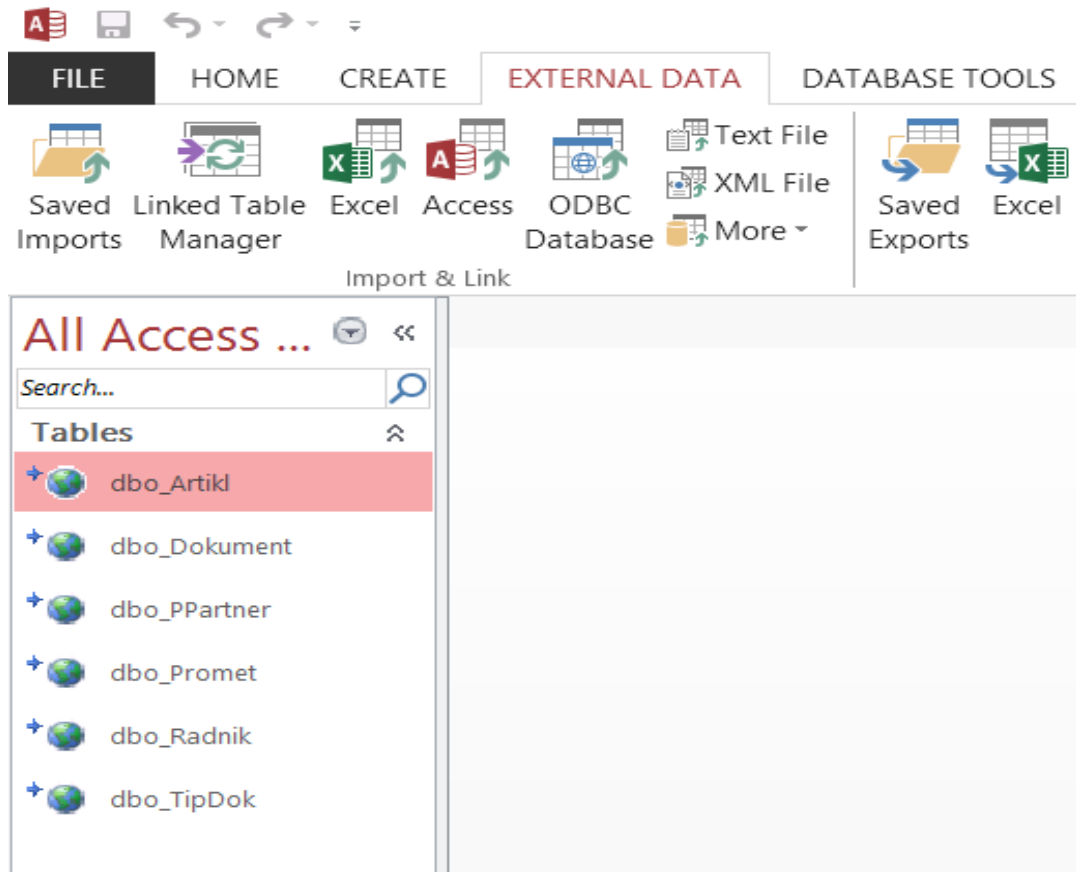 FILE HOME CREATE EXTERNAL DATA DATABASE TOOLS
Saved Imports
Linked Table Manager
Excel
Access
ODBC Database
Text File
XML File
More
Saved Exports
Excel
Import & Link
All Access ...
Search...
Tables
dbo_Artikl
dbo_Dokument
dbo_PPartner
dbo_Promet
dbo_Radnik
dbo_TipDok